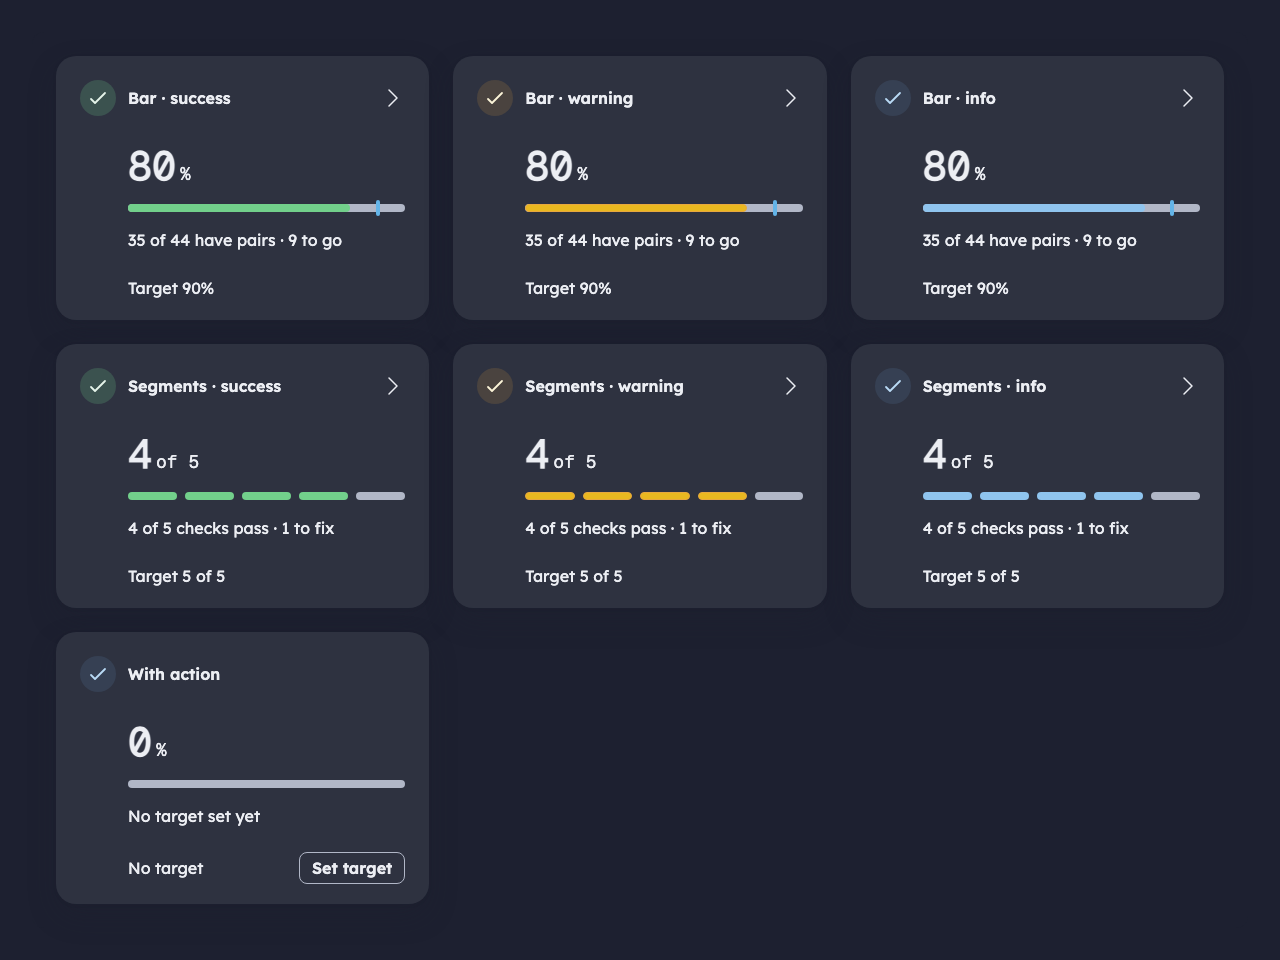 Bar · success
80%
35 of 44 have pairs · 9 to go
Target 90%
Bar · warning
80%
35 of 44 have pairs · 9 to go
Target 90%
Bar · info
80%
35 of 44 have pairs · 9 to go
Target 90%
Segments · success
4 of 5
4 of 5 checks pass · 1 to fix
Target 5 of 5
Segments · warning
4 of 5
4 of 5 checks pass · 1 to fix
Target 5 of 5
Segments · info
4 of 5
4 of 5 checks pass · 1 to fix
Target 5 of 5
With action
0%
No target set yet
No target
Set target